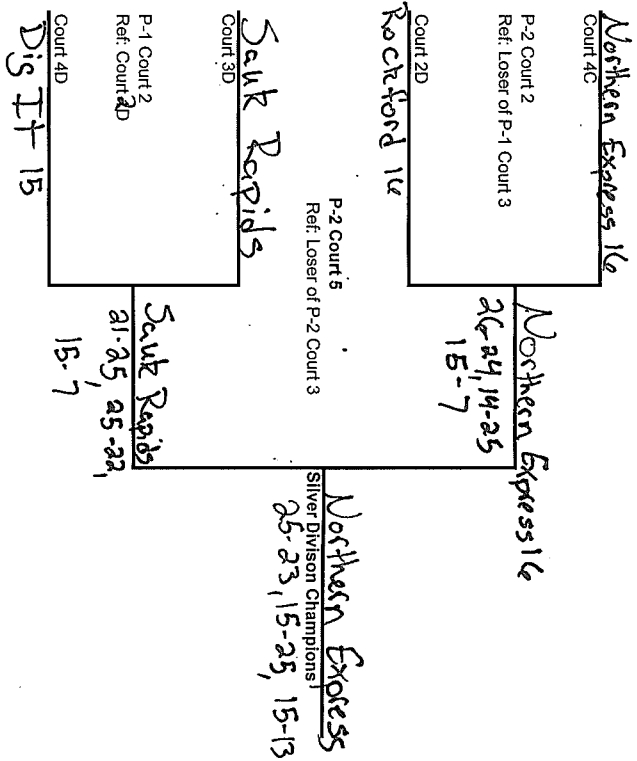 Northern Express 16
Court 4C
P-2 Court 2
Ref: Loser of P-1 Court 3
Court 2D
Rockford 16
Northern Express 16
26-24, 14-25
15-7
P-2 Court 5
Ref: Loser of P-2 Court 3
Northern Express
Silver Divison Champions
25-23, 15-25, 15-13
Sauk Rapids
Court 3D
P-1 Court 2
Ref: Court 2D
Court 4D
Dig It 15
Sauk Rapids
21-25, 25-22,
15-7